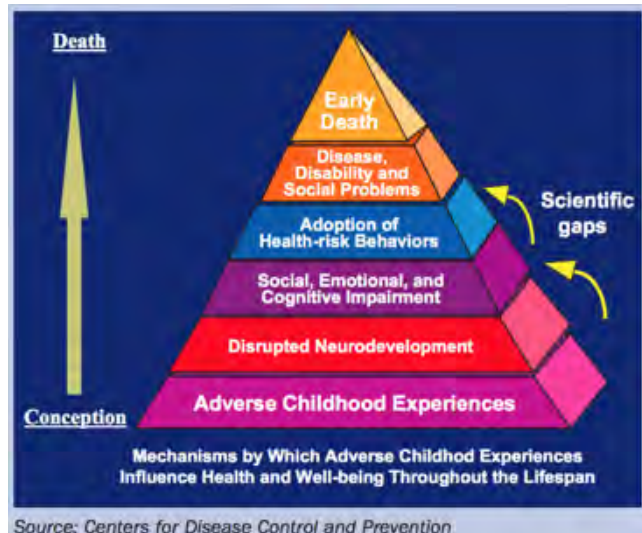 Death
Early
Death
Disease,
Disability and
Social Problems
Scientific
gaps
Adoption of
Health-risk Behaviors
Social, Emotional, and
Cognitive Impairment
Disrupted Neurodevelopment
Adverse Childhood Experiences
Conception
Mechanisms by Which Adverse Childhod Experiences
Influence Health and Well-being Throughout the Lifespan
Source: Centers for Disease Control and Prevention